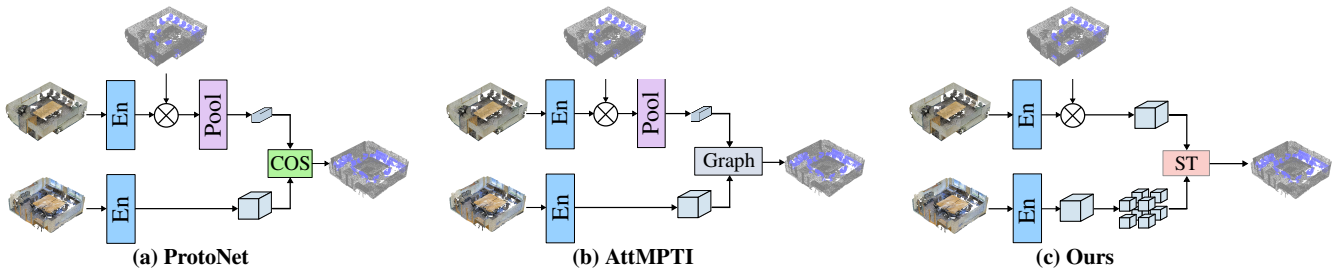 En
Pool
COS
En
(a) ProtoNet
En
Pool
Graph
En
(b) AttMPTI
En
ST
En
(c) Ours